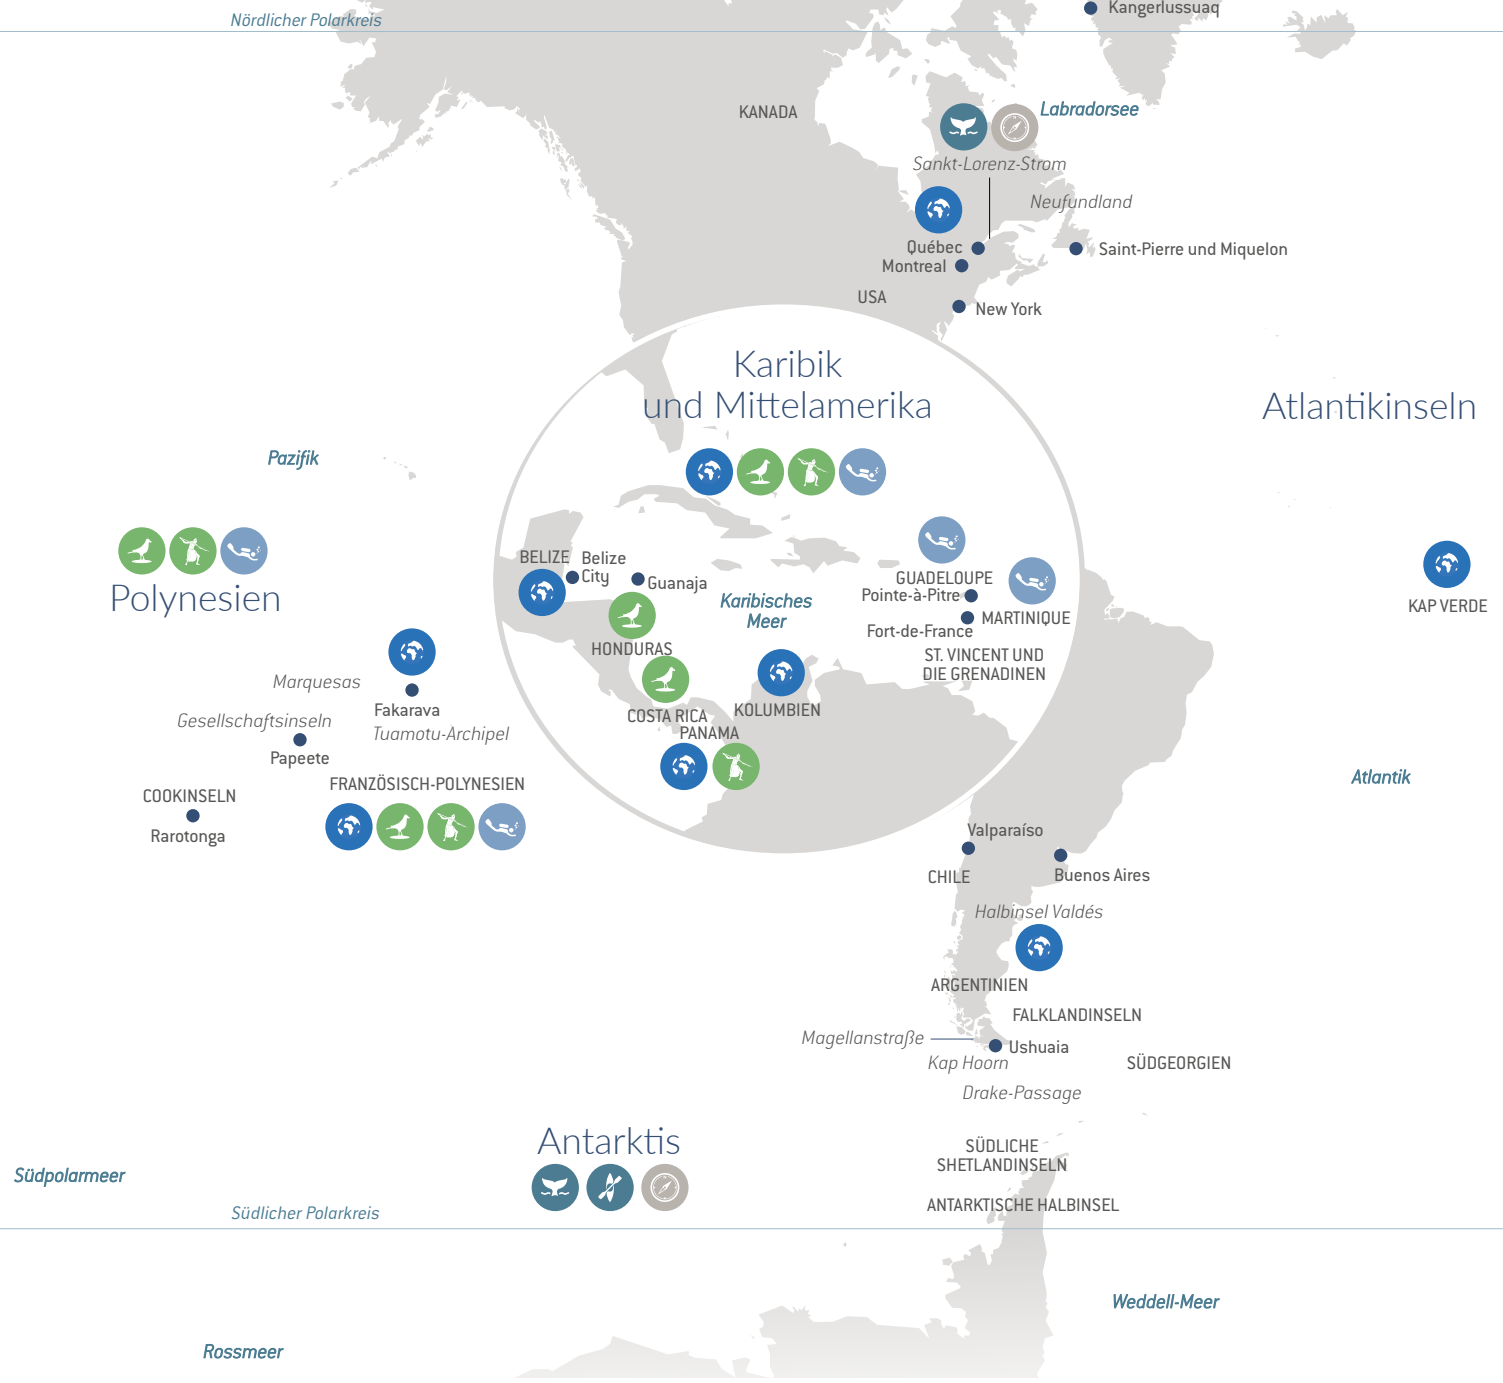 Kangerlussuaq
Nördlicher Polarkreis
KANADA
Labradorsee
Sankt-Lorenz-Strom
Neufundland
Québec
Saint-Pierre und Miquelon
Montreal
USA
New York
Karibik
und Mittelamerika
Atlantikinseln
Pazifik
BELIZE
Belize
City
Guanaja
GUADELOUPE
Pointe-à-Pitre
Polynesien
Karibisches
Meer
KAP VERDE
MARTINIQUE
Fort-de-France
HONDURAS
ST. VINCENT UND
DIE GRENADINEN
Marquesas
Fakarava
KOLUMBIEN
Gesellschaftsinseln
COSTA RICA
Tuamotu-Archipel
PANAMA
Papeete
Atlantik
FRANZÖSISCH-POLYNESIEN
COOKINSELN
Rarotonga
Valparaíso
CHILE
Buenos Aires
Halbinsel Valdés
ARGENTINIEN
FALKLANDINSELN
Magellanstraße
Ushuaia
Kap Hoorn
SÜDGEORGIEN
Drake-Passage
Antarktis
SÜDLICHE
SHETLANDINSELN
Südpolarmeer
ANTARKTISCHE HALBINSEL
Südlicher Polarkreis
Weddell-Meer
Rossmeer